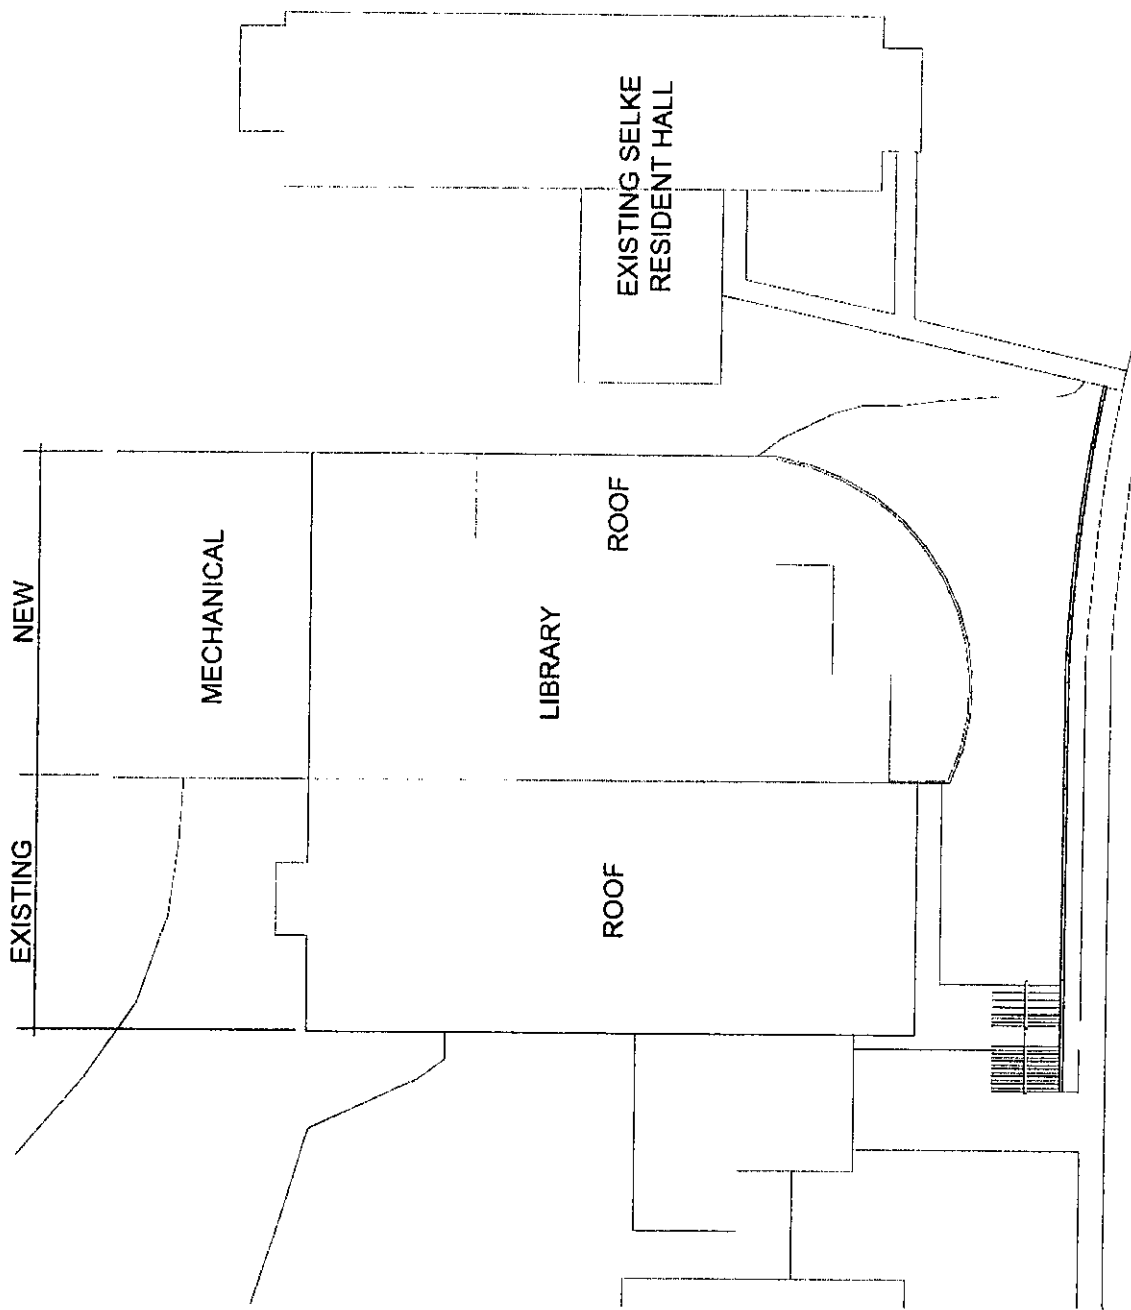 EXISTING
NEW
MECHANICAL
LIBRARY
ROOF
ROOF
EXISTING SELKE
RESIDENT HALL